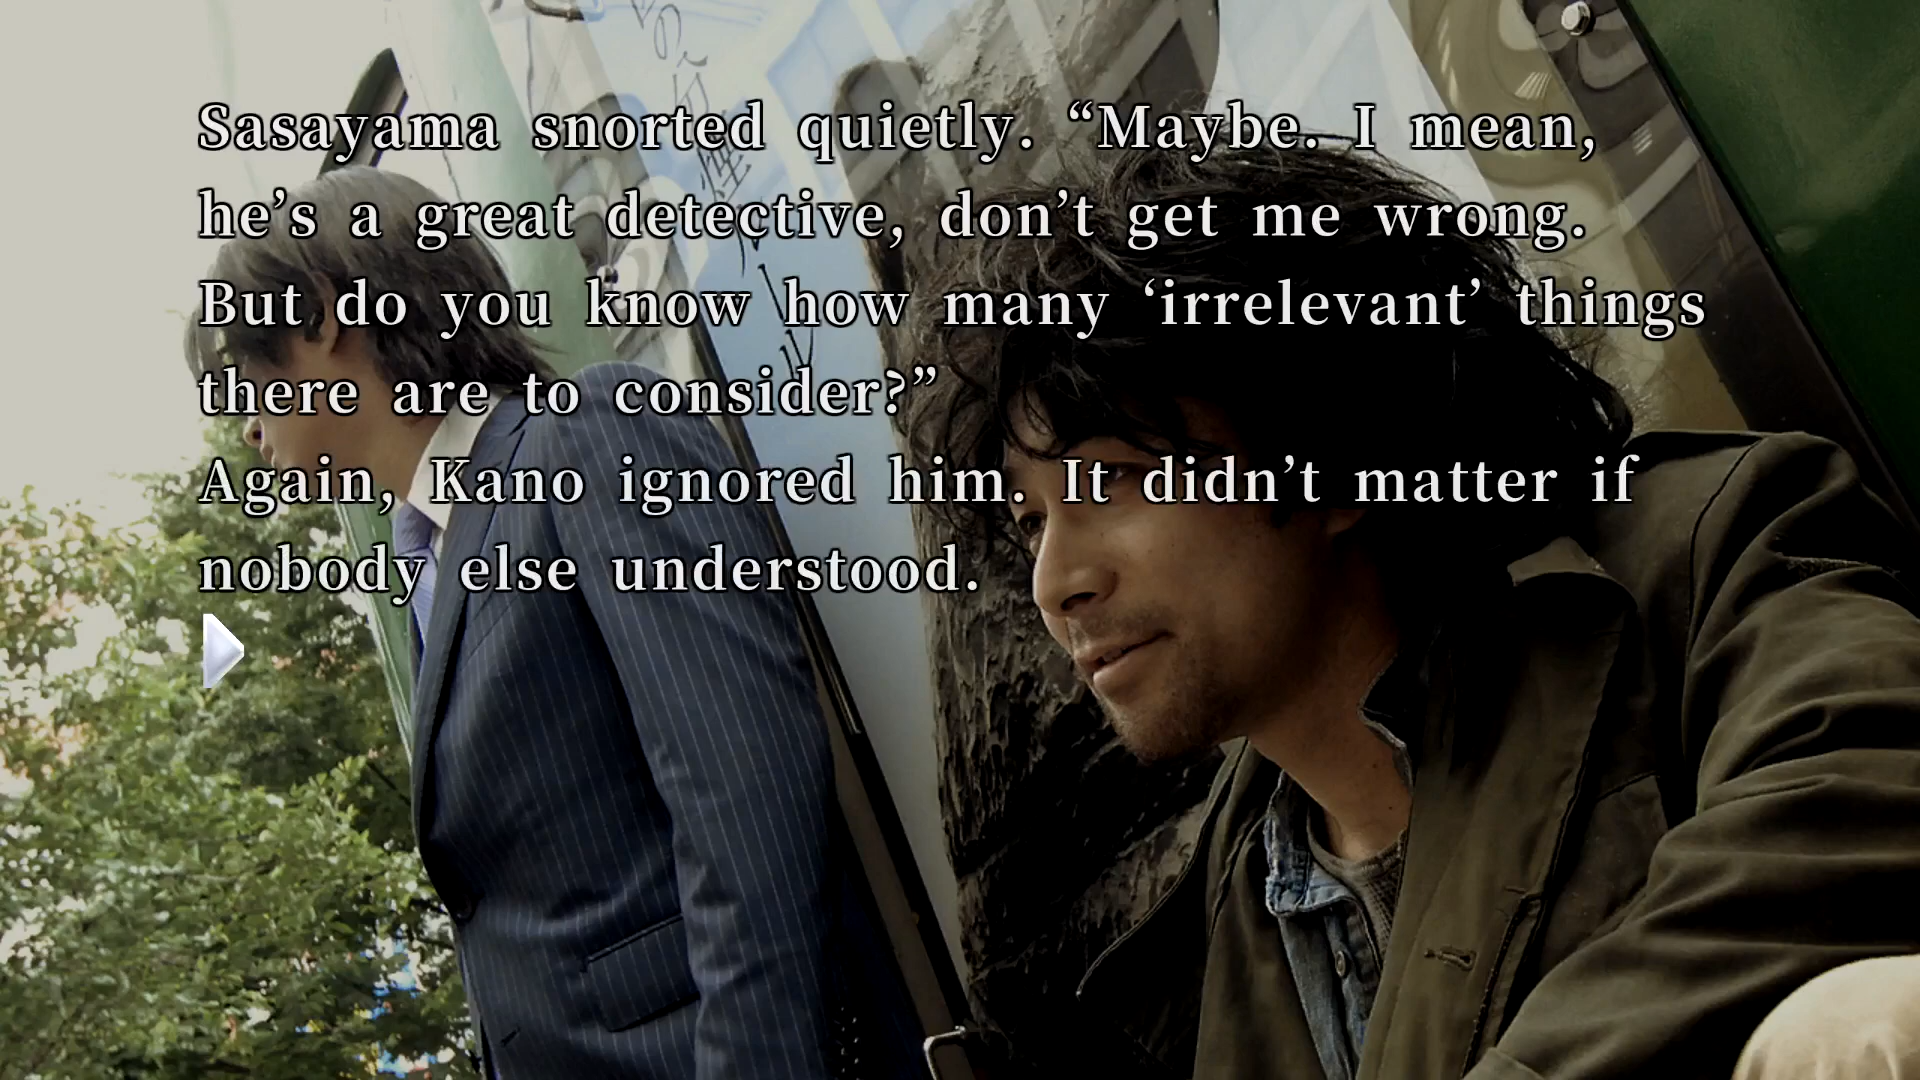 Sasayama snorted quietly. “Maybe. I mean,
he’s a great detective, don’t get me wrong.
But do you know how many ‘irrelevant’ things
there are to consider?”
Again, Kano ignored him. It didn’t matter if
nobody else understood.